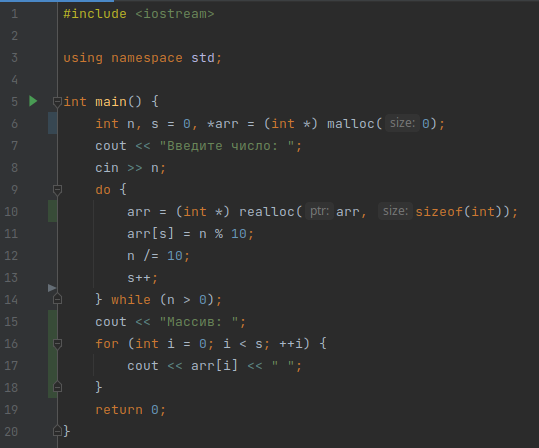 1 #include <iostream>
2
3 using namespace std;
4
5 int main() {
6 int n, s = 0, *arr = (int *) malloc( size: 0);
7 cout << "Введите число: ";
8 cin >> n;
9 do {
10 arr = (int *) realloc( ptr: arr, size: sizeof(int));
11 arr[s] = n % 10;
12 n /= 10;
13 s++;
14 } while (n > 0);
15 cout << "Массив: ";
16 for (int i = 0; i < s; ++i) {
17 cout << arr[i] << " ";
18 }
19 return 0;
20 }